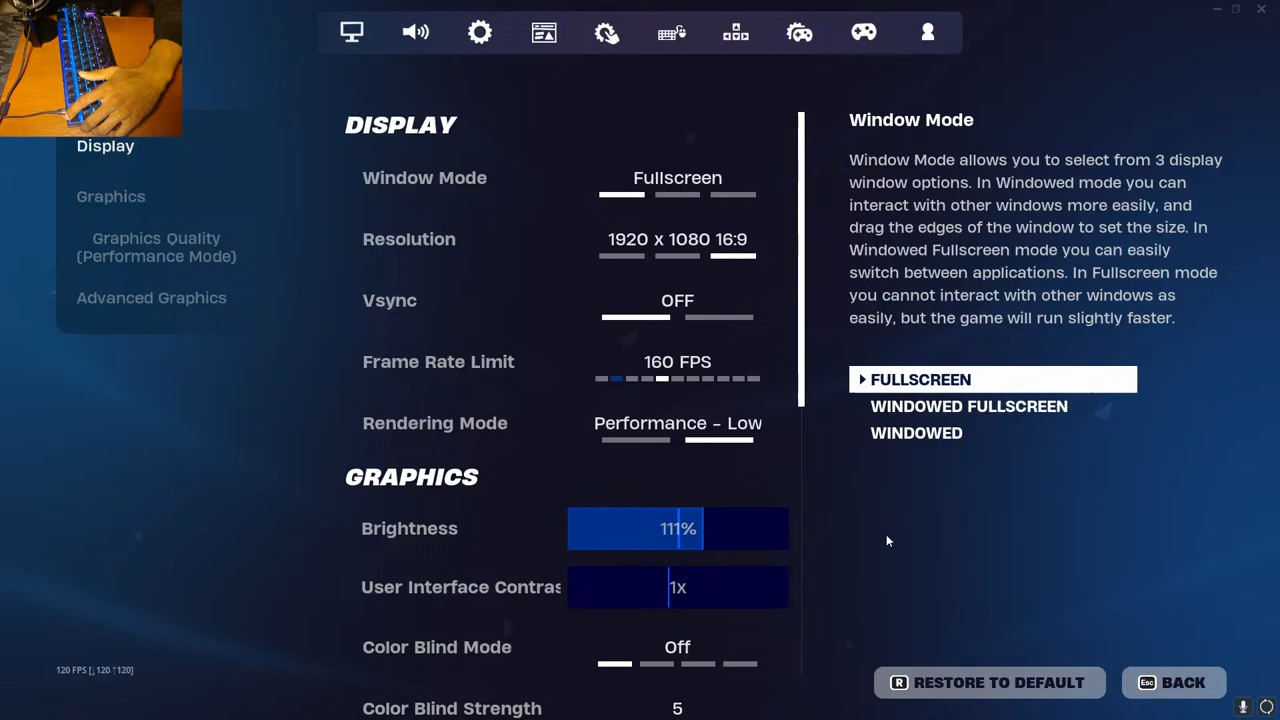 Display
Graphics
Graphics Quality
(Performance Mode)
Advanced Graphics
DISPLAY
Window Mode
Fullscreen
Resolution
1920 x 1080 16:9
Vsync
OFF
Frame Rate Limit
160 FPS
Rendering Mode
Performance - Low
GRAPHICS
Brightness
111%
User Interface Contras
1x
Color Blind Mode
Off
Color Blind Strength
5
Window Mode
Window Mode allows you to select from 3 display
window options. In Windowed mode you can
interact with other windows more easily, and
drag the edges of the window to set the size. In
Windowed Fullscreen mode you can easily
switch between applications. In Fullscreen mode
you cannot interact with other windows as
easily, but the game will run slightly faster.
FULLSCREEN
WINDOWED FULLSCREEN
WINDOWED
120 FPS [↓120 ↑120]
R RESTORE TO DEFAULT
Esc BACK